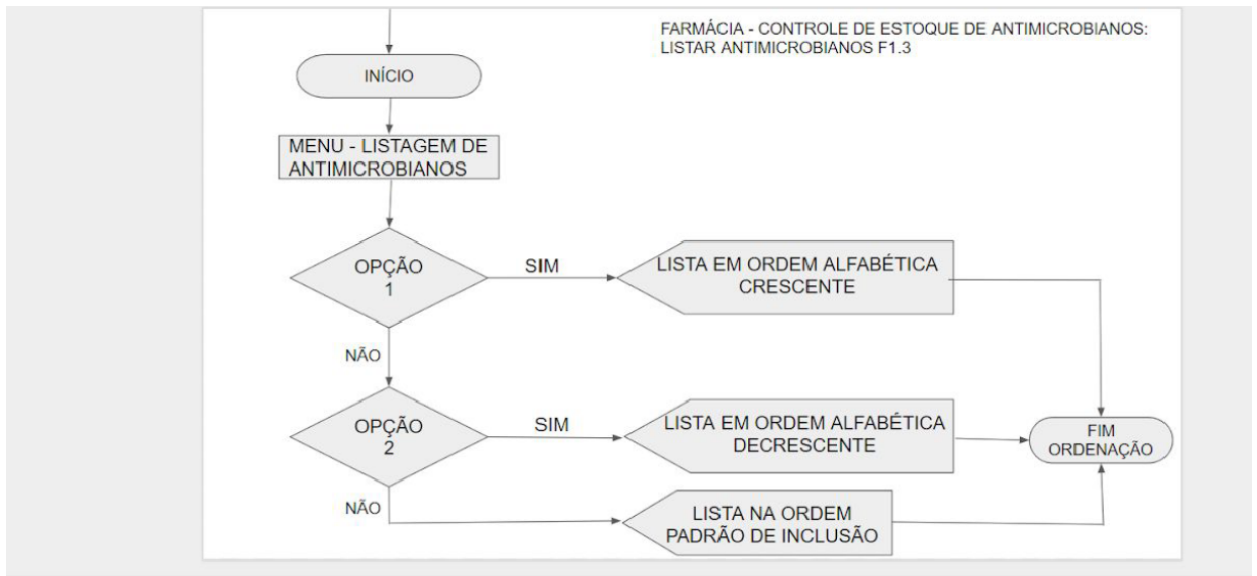 FARMÁCIA - CONTROLE DE ESTOQUE DE ANTIMICROBIANOS:
LISTAR ANTIMICROBIANOS F1.3
INÍCIO
MENU - LISTAGEM DE
ANTIMICROBIANOS
OPÇÃO
1
SIM
LISTA EM ORDEM ALFABÉTICA
CRESCENTE
NÃO
OPÇÃO
2
SIM
LISTA EM ORDEM ALFABÉTICA
DECRESCENTE
FIM
ORDENAÇÃO
NÃO
LISTA NA ORDEM
PADRÃO DE INCLUSÃO